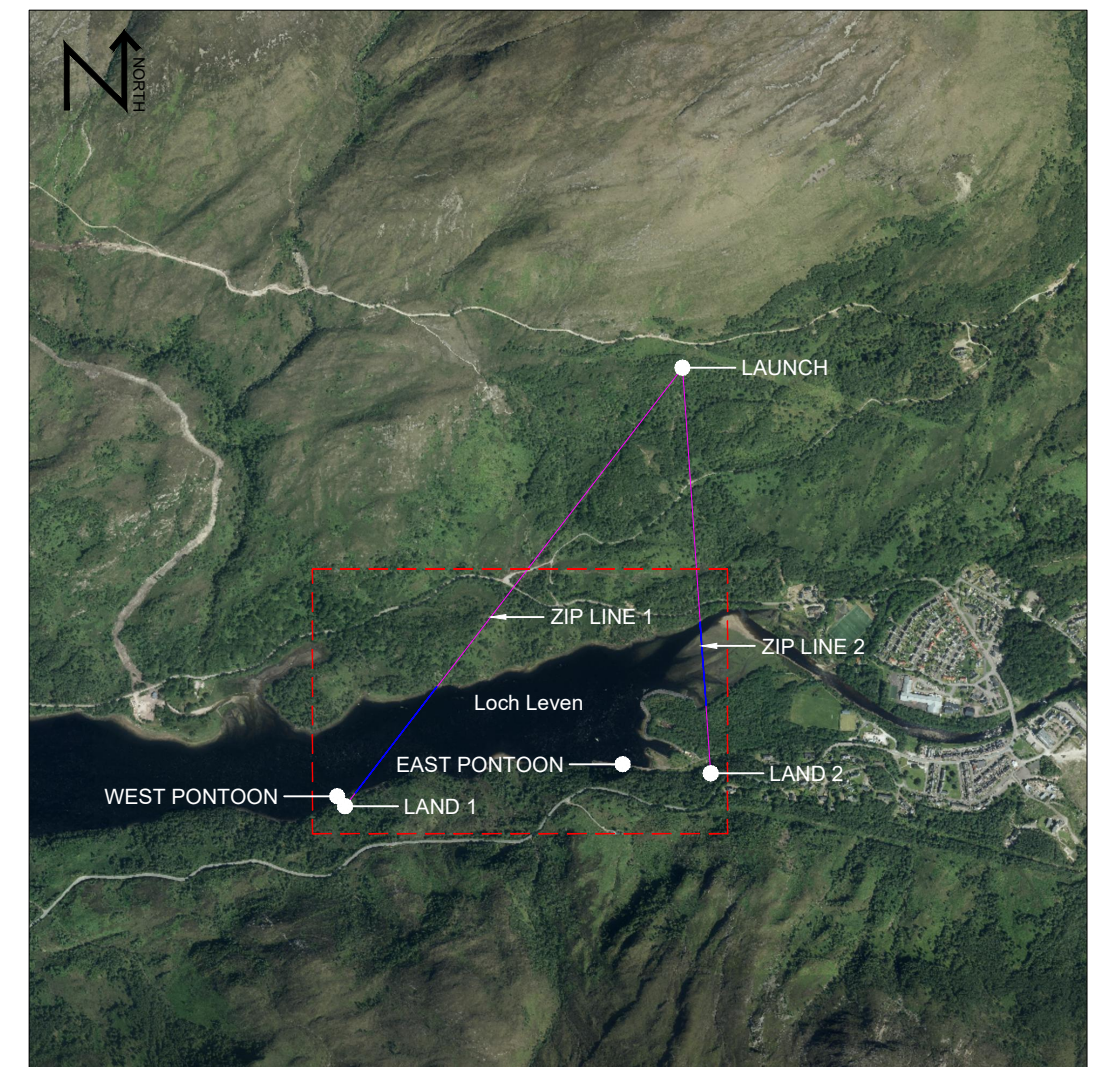 N
NORTH
LAUNCH
ZIP LINE 1
ZIP LINE 2
Loch Leven
EAST PONTOON
LAND 2
WEST PONTOON
LAND 1